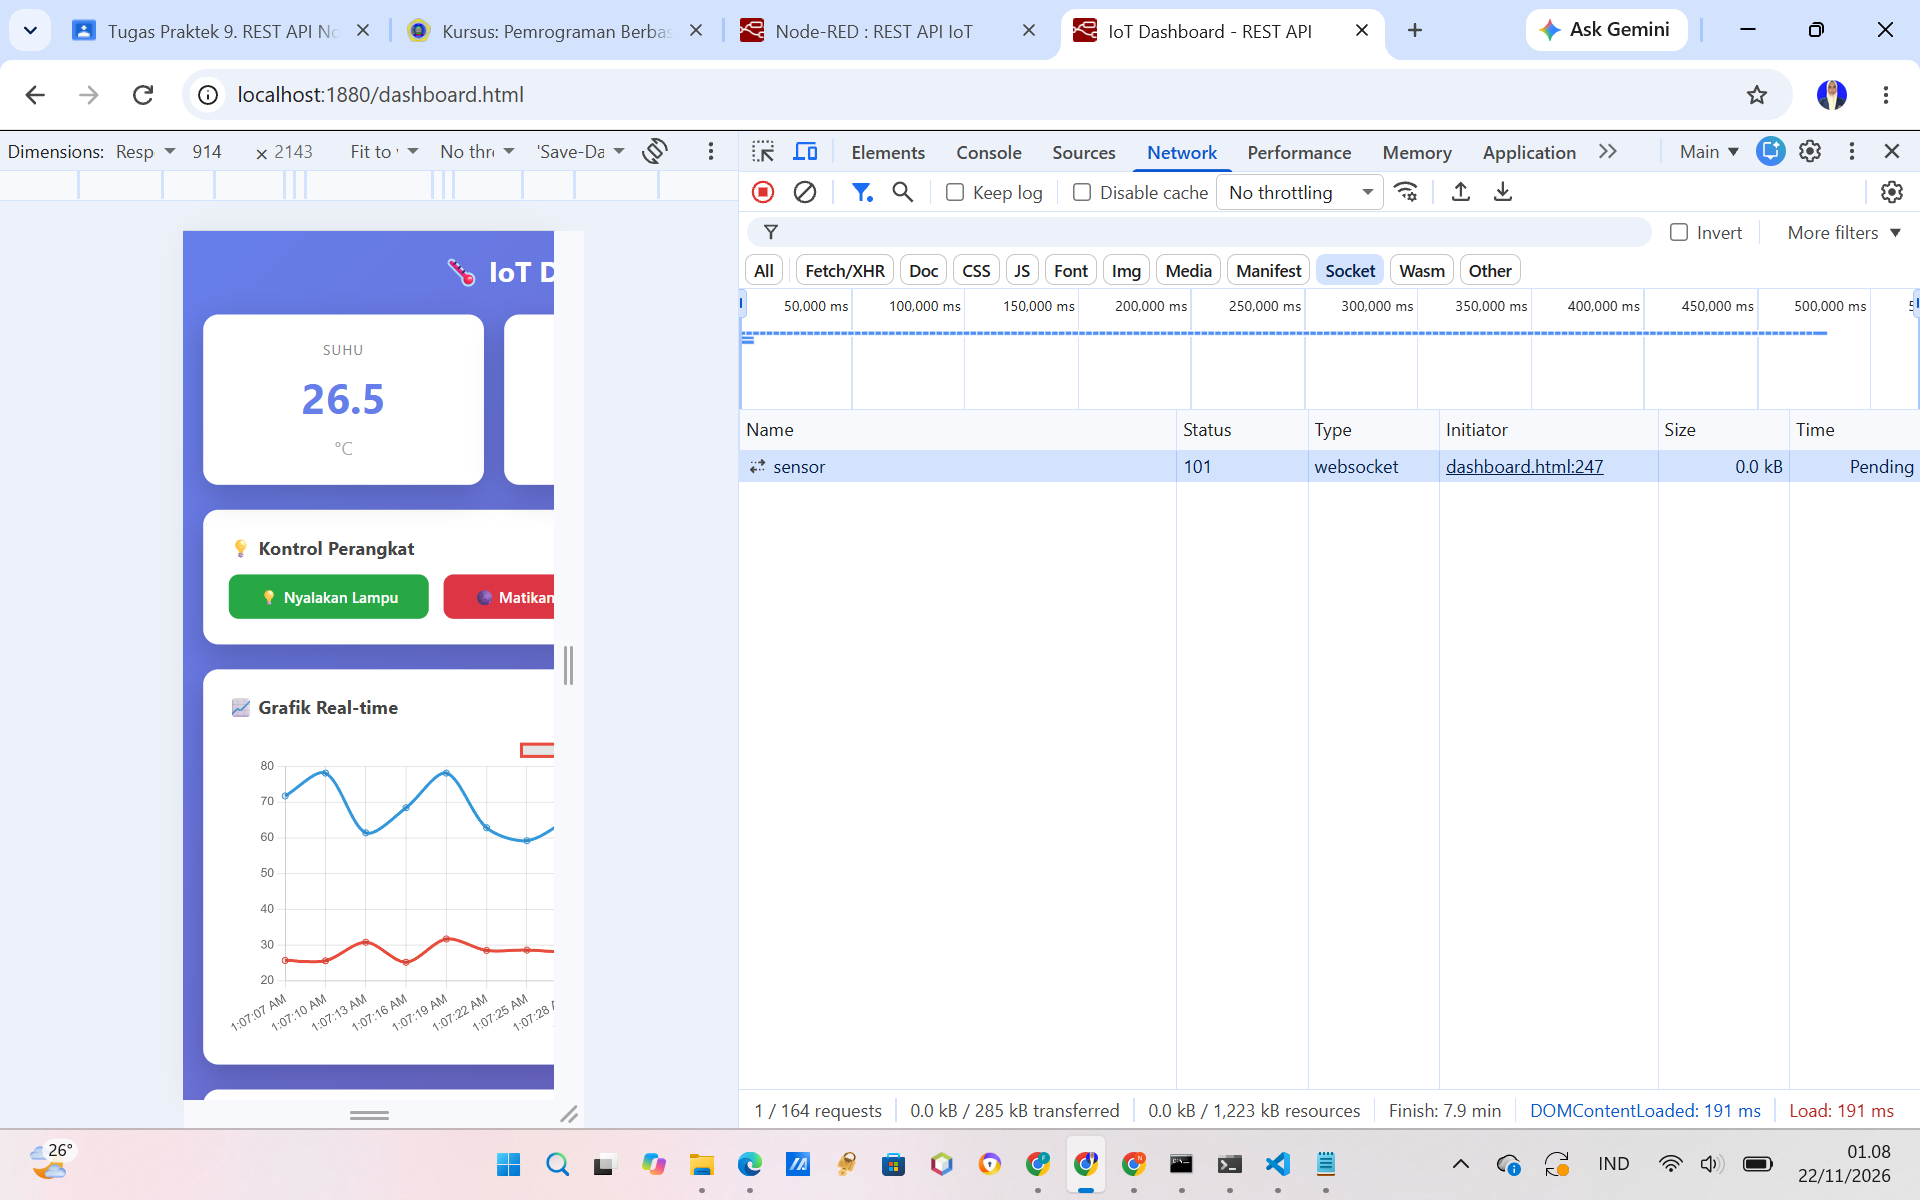 Tugas Praktek 9. REST API No
Kursus: Pemrograman Berbas
Node-RED : REST API IoT
IoT Dashboard - REST API
Ask Gemini
localhost:1880/dashboard.html
Dimensions: Resp 914 × 2143 Fit to No thr 'Save-Da
Elements Console Sources Network Performance Memory Application Main
Keep log Disable cache No throttling
Invert More filters
All Fetch/XHR Doc CSS JS Font Img Media Manifest Socket Wasm Other
50,000 ms 100,000 ms 150,000 ms 200,000 ms 250,000 ms 300,000 ms 350,000 ms 400,000 ms 450,000 ms 500,000 ms 5
Name Status Type Initiator Size Time
sensor 101 websocket dashboard.html:247 0.0 kB Pending
1 / 164 requests 0.0 kB / 285 kB transferred 0.0 kB / 1,223 kB resources Finish: 7.9 min DOMContentLoaded: 191 ms Load: 191 ms
IoT D
SUHU
26.5
°C
Kontrol Perangkat
Nyalakan Lampu
Matikan
Grafik Real-time
80
70
60
50
40
30
20
1:07:07 AM 1:07:10 AM 1:07:13 AM 1:07:16 AM 1:07:19 AM 1:07:22 AM 1:07:25 AM 1:07:28
26°
IND
01.08
22/11/2026